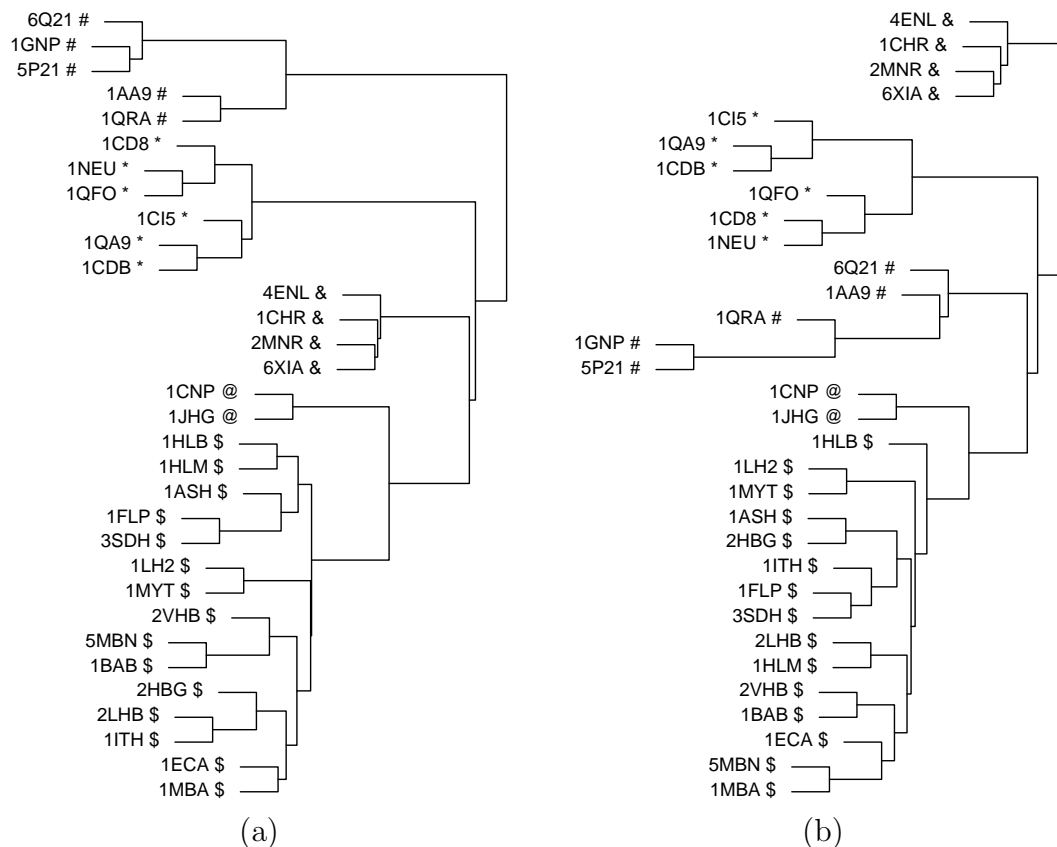 6Q21 #
1GNP #
5P21 #
1AA9 #
1QRA #
1CD8 *
1NEU *
1QFO *
1CI5 *
1QA9 *
1CDB *
4ENL &
1CHR &
2MNR &
6XIA &
1CNP @
1JHG @
1HLB $
1HLM $
1ASH $
1FLP $
3SDH $
1LH2 $
1MYT $
2VHB $
5MBN $
1BAB $
2HBG $
2LHB $
1ITH $
1ECA $
1MBA $
(a)
4ENL &
1CHR &
2MNR &
6XIA &
1CI5 *
1QA9 *
1CDB *
1QFO *
1CD8 *
1NEU *
6Q21 #
1AA9 #
1QRA #
1GNP #
5P21 #
1CNP @
1JHG @
1HLB $
1LH2 $
1MYT $
1ASH $
2HBG $
1ITH $
1FLP $
3SDH $
2LHB $
1HLM $
2VHB $
1BAB $
1ECA $
5MBN $
1MBA $
(b)